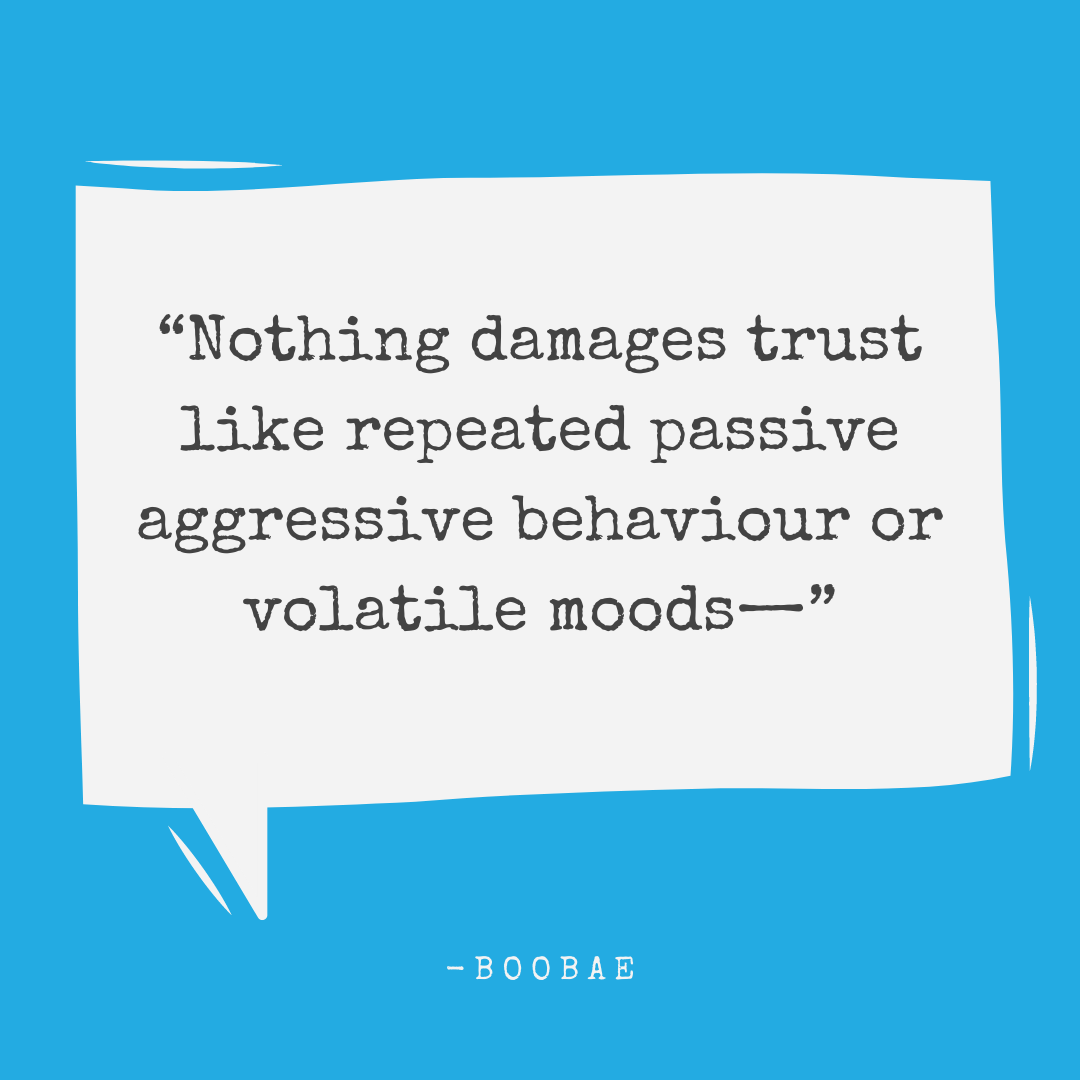 “Nothing damages trust
like repeated passive
aggressive behaviour or
volatile moods—”
–BOOBAE